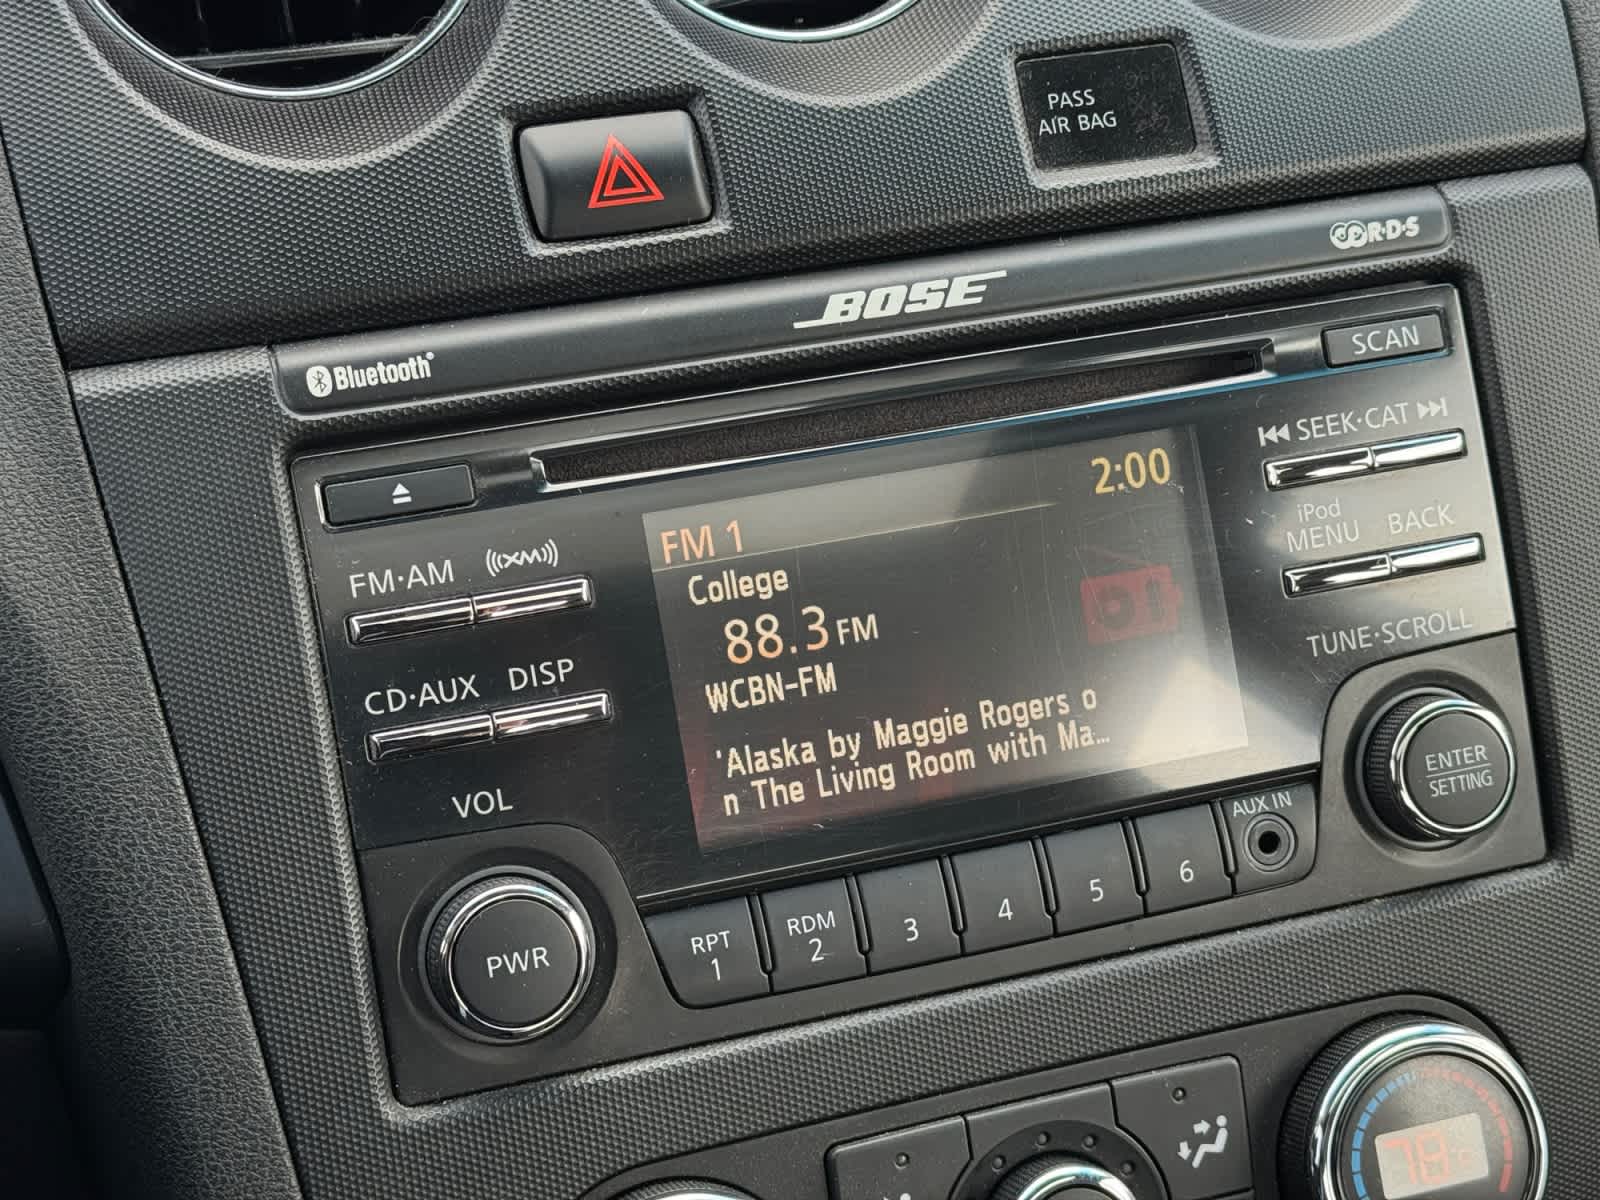 PASS
AIR BAG
OFF
R·D·S
BOSE
Bluetooth®
SCAN
SEEK·CAT
2:00
FM 1
College
88.3 FM
WCBN-FM
'Alaska by Maggie Rogers o
n The Living Room with Ma…
FM·AM
((XM))
iPod
MENU
BACK
CD·AUX
DISP
TUNE·SCROLL
VOL
ENTER
SETTING
AUX IN
PWR
RPT
1
RDM
2
3
4
5
6
78